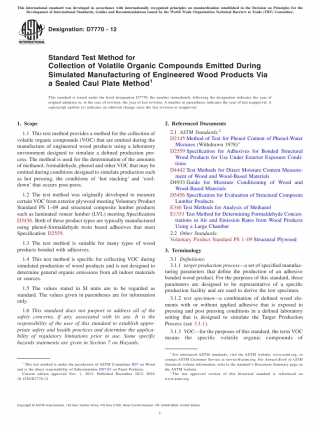 This international standard was developed in accordance with internationally recognized principles on standardization established in the Decision on Principles for the
Development of International Standards, Guides and Recommendations issued by the World Trade Organization Technical Barriers to Trade (TBT) Committee.
Designation: D7770 − 12
Standard Test Method for
Collection of Volatile Organic Compounds Emitted During
Simulated Manufacturing of Engineered Wood Products Via
a Sealed Caul Plate Method1
This standard is issued under the fixed designation D7770; the number immediately following the designation indicates the year of
original adoption or, in the case of revision, the year of last revision. A number in parentheses indicates the year of last reapproval. A
superscript epsilon (ε) indicates an editorial change since the last revision or reapproval.
1. Scope
1.1 This test method provides a method for the collection of
volatile organic compounds (VOC) that are emitted during the
manufacture of engineered wood products using a laboratory
environment designed to simulate a defined production pro-
cess. The method is used for the determination of the amounts
of methanol, formaldehyde, phenol and other VOC that may be
emitted during conditions designed to simulate production such
as hot pressing, the conditions of 'hot stacking' and 'cool-
down' that occurs post-press.
1.2 The test method was originally developed to measure
certain VOC from exterior plywood meeting Voluntary Product
Standard PS 1–09 and structural composite lumber products
such as laminated veneer lumber (LVL) meeting Specification
D5456. Both of these product types are typically manufactured
using phenol-formaldehyde resin based adhesives that meet
Specification D2559.
1.3 The test method is suitable for many types of wood
products bonded with adhesives.
1.4 This test method is specific for collecting VOC during
simulated production of wood products and is not designed to
determine general organic emissions from all indoor materials
or sources.
1.5 The values stated in SI units are to be regarded as
standard. The values given in parentheses are for information
only.
1.6 This standard does not purport to address all of the
safety concerns, if any, associated with its use. It is the
responsibility of the user of this standard to establish appro-
priate safety and health practices and determine the applica-
bility of regulatory limitations prior to use. Some specific
hazards statements are given in Section 7 on Hazards.
1 This test method is under the jurisdiction of ASTM Committee D07 on Wood
and is the direct responsibility of Subcommittee D07.03 on Panel Products.
Current edition approved Nov. 1, 2012. Published December 2012. DOI:
10.1520/D7770-12
2. Referenced Documents
2.1 ASTM Standards:2
D2145 Method of Test for Phenol Content of Phenol-Water
Mixtures (Withdrawn 1978)3
D2559 Specification for Adhesives for Bonded Structural
Wood Products for Use Under Exterior Exposure Condi-
tions
D4442 Test Methods for Direct Moisture Content Measure-
ment of Wood and Wood-Based Materials
D4933 Guide for Moisture Conditioning of Wood and
Wood-Based Materials
D5456 Specification for Evaluation of Structural Composite
Lumber Products
E346 Test Methods for Analysis of Methanol
E1333 Test Method for Determining Formaldehyde Concen-
trations in Air and Emission Rates from Wood Products
Using a Large Chamber
2.2 Other Standards:
Voluntary Product Standard PS 1–09 Structural Plywood
3. Terminology
3.1 Definitions:
3.1.1 target production process—a set of specified manufac-
turing parameters that define the production of an adhesive
bonded wood product. For the purposes of this standard, these
parameters are designed to be representative of a specific
production facility and are used to derive the test specimen.
3.1.2 test specimen—a combination of defined wood ele-
ments with or without applied adhesive that is exposed to
pressing and post pressing conditions in a defined laboratory
setting that is designed to simulate the Target Production
Process (see 3.1.1).
3.1.3 VOC—for the purposes of this standard, the term VOC
means the specific volatile organic compounds of
2 For referenced ASTM standards, visit the ASTM website, www.astm.org, or
contact ASTM Customer Service at service@astm.org. For Annual Book of ASTM
Standards volume information, refer to the standard's Document Summary page on
the ASTM website.
3 The last approved version of this historical standard is referenced on
www.astm.org.
Copyright © ASTM International, 100 Barr Harbor Drive, PO Box C700, West Conshohocken, PA 19428-2959. United States
1